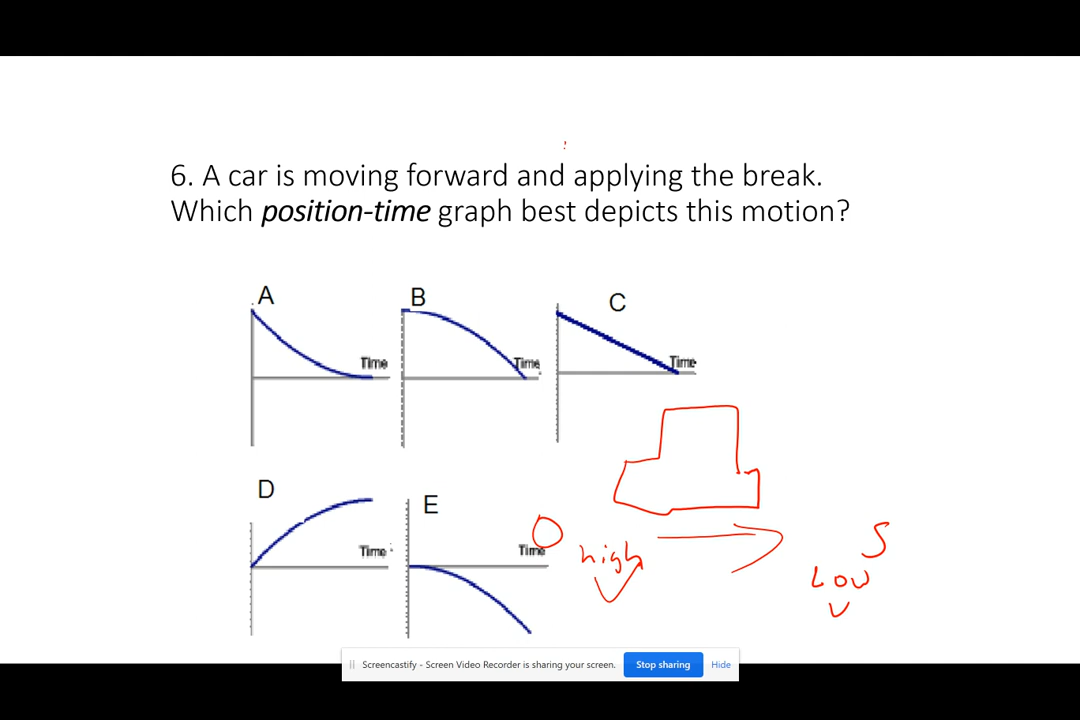 6. A car is moving forward and applying the break.
Which position-time graph best depicts this motion?
A
B
C
Time
Time
Time
D
E
Time
Time
O
high
V
S
Low
V
Screencastify - Screen Video Recorder is sharing your screen.
Stop sharing
Hide